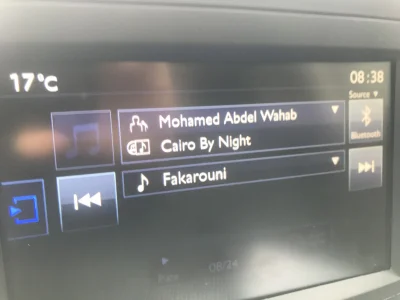 17°C
08:38
Source
Mohamed Abdel Wahab
Bluetooth
Cairo By Night
Fakarouni
08/24